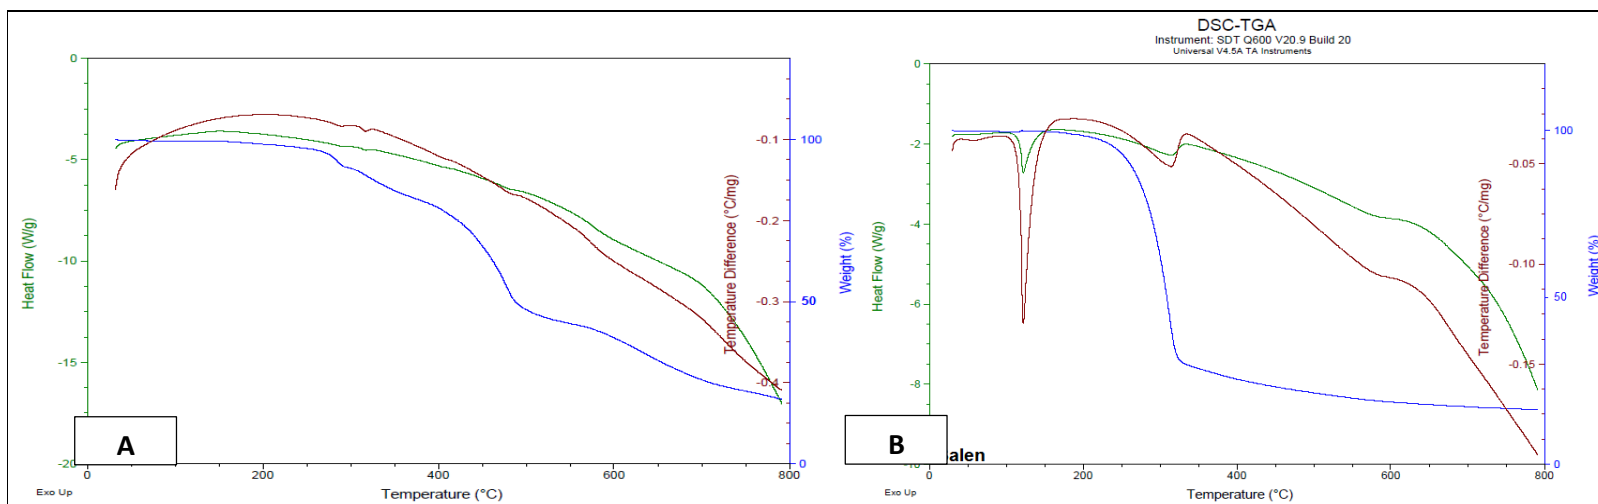 DSC-TGA
Instrument: SDT Q600 V20.9 Build 20
Universal V4.5A TA Instruments
0
-5
-10
-15
-20
Heat Flow (W/g)
-0.1
-0.2
-0.3
-0.4
Temperature Difference (°C/mg)
100
50
0
Weight (%)
0
200
400
600
800
Exo Up
Temperature (°C)
A
0
-2
-4
-6
-8
Heat Flow (W/g)
-0.05
-0.10
-0.15
Temperature Difference (°C/mg)
100
50
0
Weight (%)
200
400
600
800
Exo Up
Temperature (°C)
B
alen